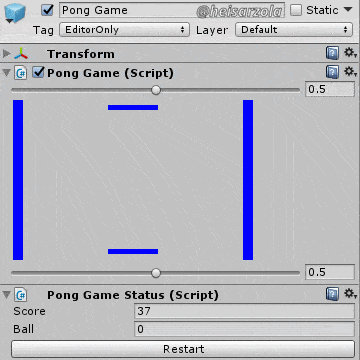 Pong Game @heisarzola Static
Tag EditorOnly Layer Default
Transform
Pong Game (Script)
0.5
0.5
Pong Game Status (Script)
Score 37
Ball 0
Restart